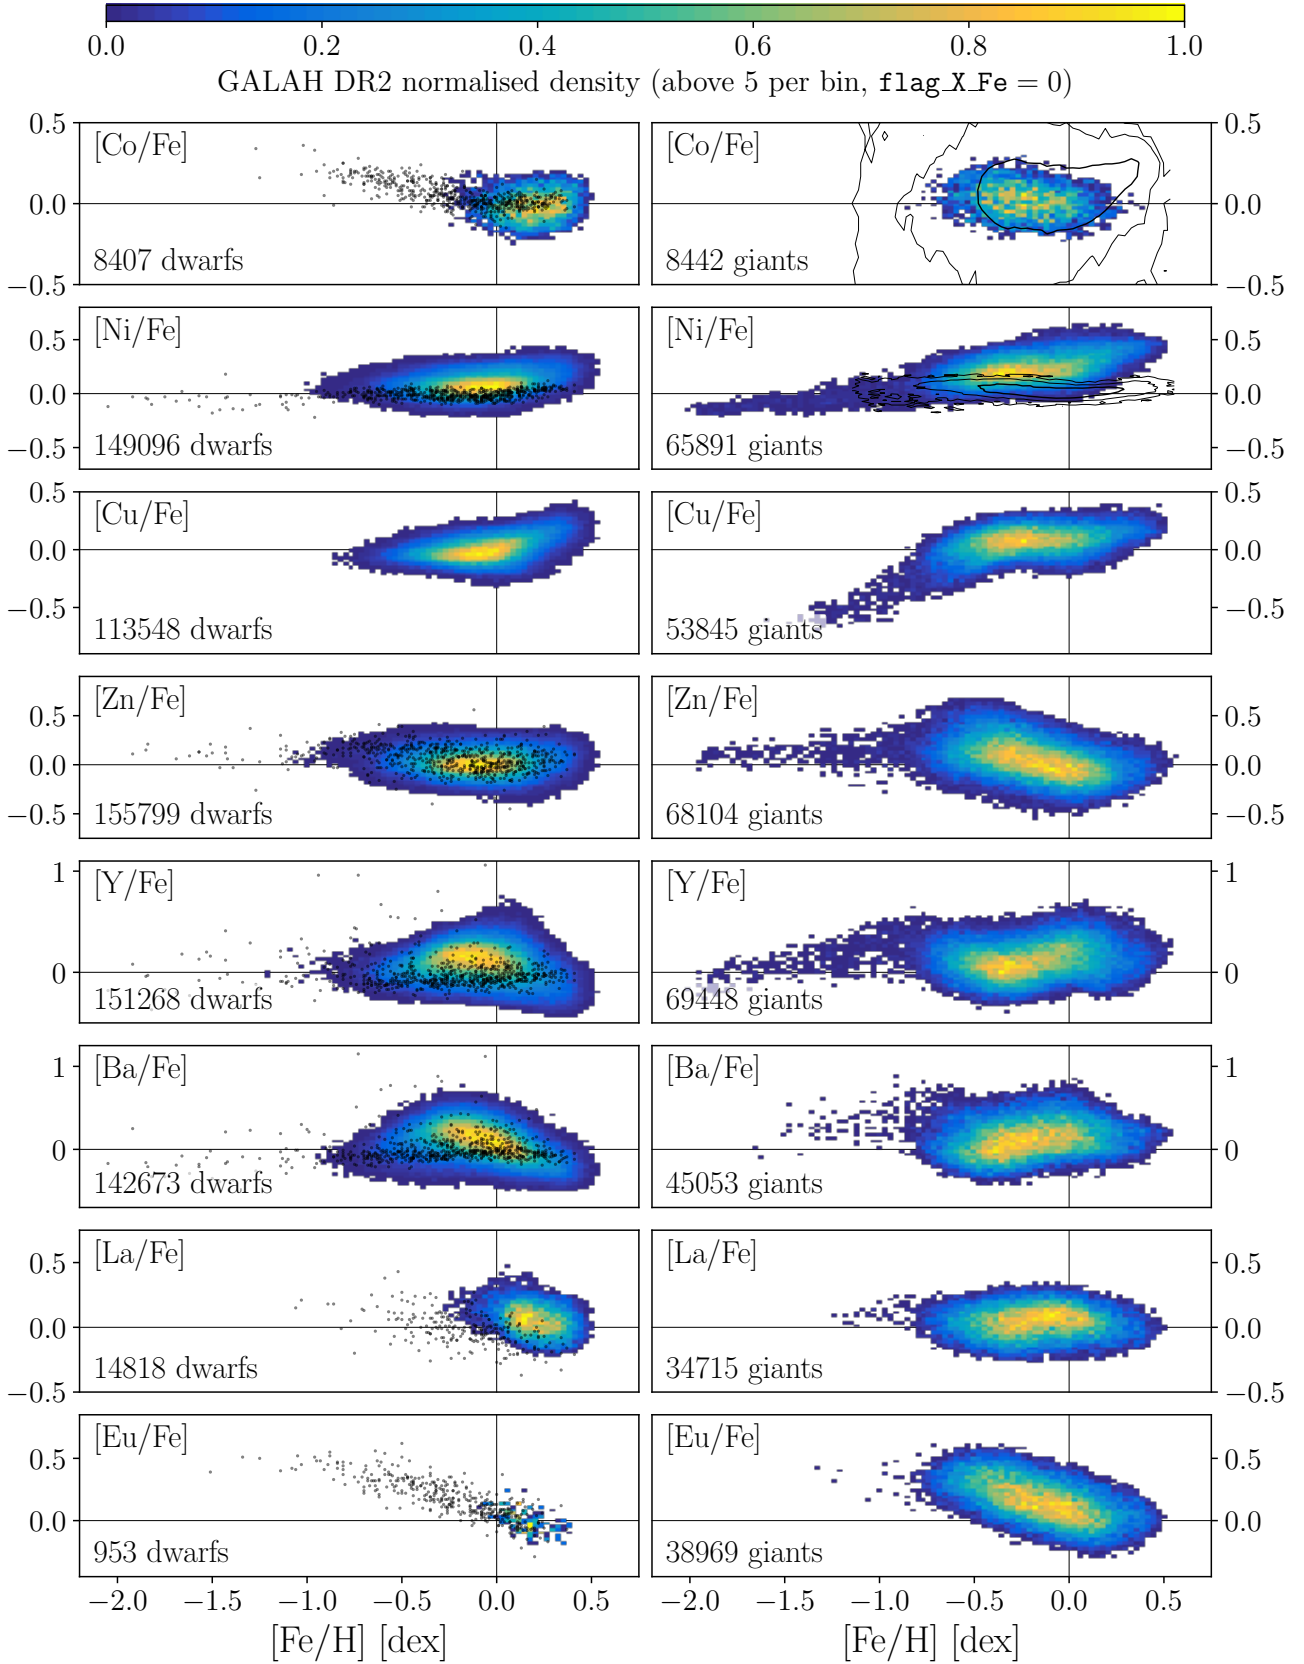 0.0 0.2 0.4 0.6 0.8 1.0
GALAH DR2 normalised density (above 5 per bin, flag_X_Fe = 0)
0.5 [Co/Fe] [Co/Fe] 0.5
0.0 0.0
−0.5 8407 dwarfs 8442 giants −0.5
0.5 [Ni/Fe] [Ni/Fe] 0.5
0.0 0.0
−0.5 149096 dwarfs 65891 giants −0.5
0.5 [Cu/Fe] [Cu/Fe] 0.5
0.0 0.0
−0.5 113548 dwarfs 53845 giants −0.5
0.5 [Zn/Fe] [Zn/Fe] 0.5
0.0 0.0
−0.5 155799 dwarfs 68104 giants −0.5
1 [Y/Fe] [Y/Fe] 1
0 0
151268 dwarfs 69448 giants
1 [Ba/Fe] [Ba/Fe] 1
0 0
142673 dwarfs 45053 giants
0.5 [La/Fe] [La/Fe] 0.5
0.0 0.0
−0.5 14818 dwarfs 34715 giants −0.5
0.5 [Eu/Fe] [Eu/Fe] 0.5
0.0 0.0
953 dwarfs 38969 giants
−2.0 −1.5 −1.0 −0.5 0.0 0.5 −2.0 −1.5 −1.0 −0.5 0.0 0.5
[Fe/H] [dex] [Fe/H] [dex]